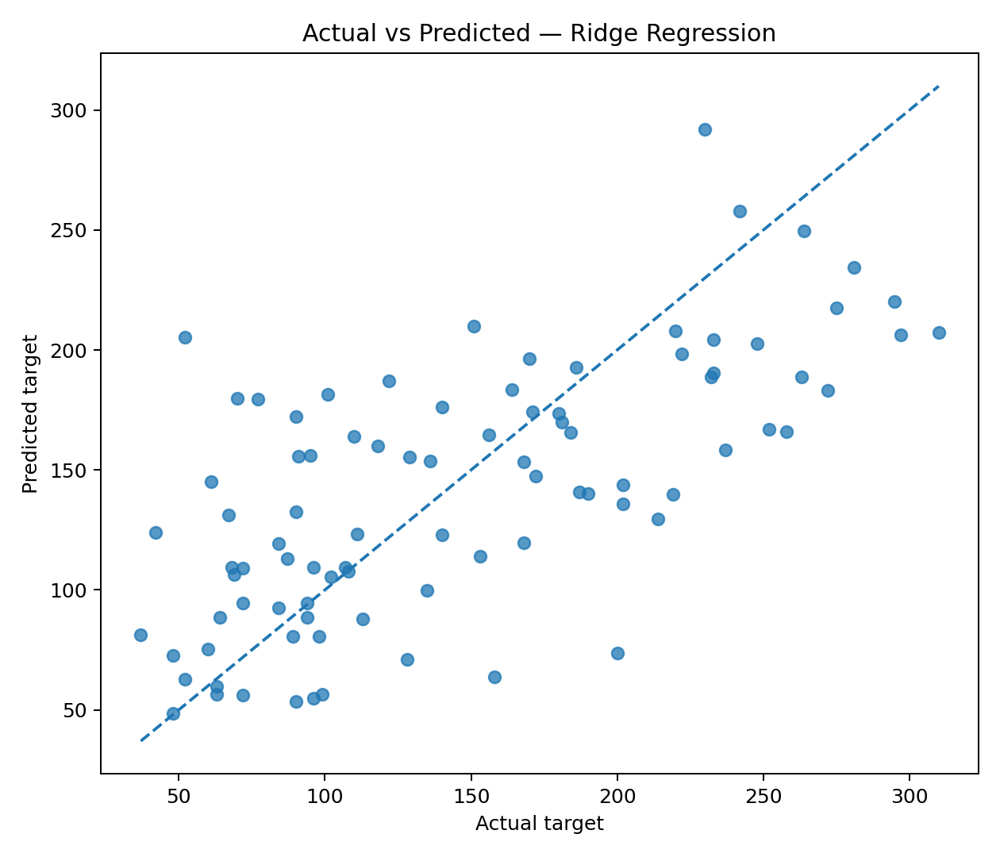 Actual vs Predicted — Ridge Regression
300
250
200
150
100
50
Predicted target
50 100 150 200 250 300
Actual target